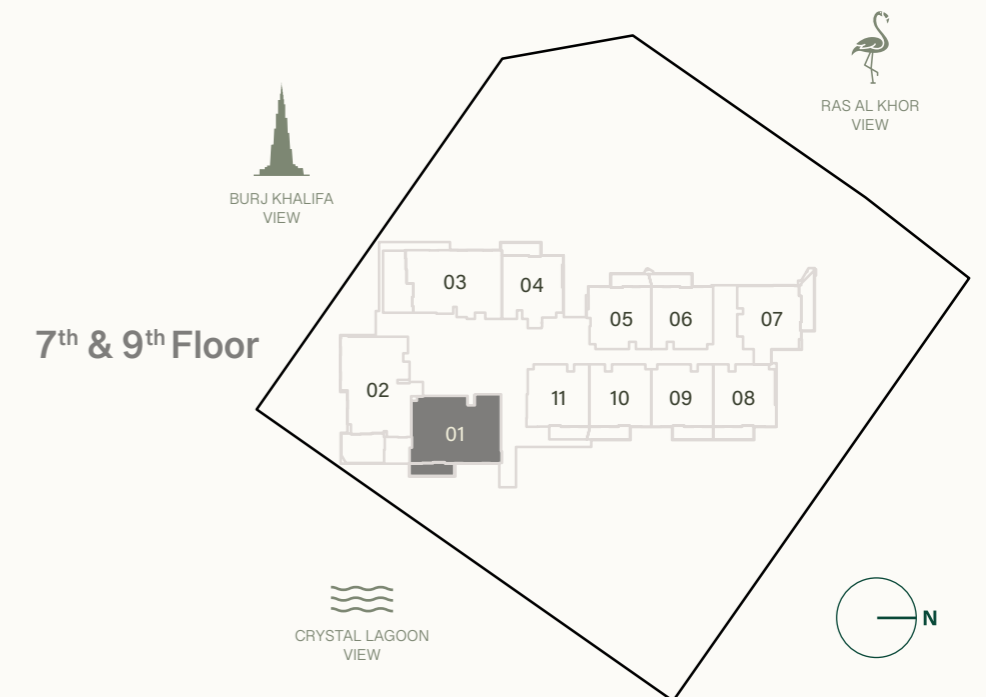 RAS AL KHOR
VIEW
BURJ KHALIFA
VIEW
03
04
05
06
07
7th & 9th Floor
02
11
10
09
08
01
CRYSTAL LAGOON
VIEW
N